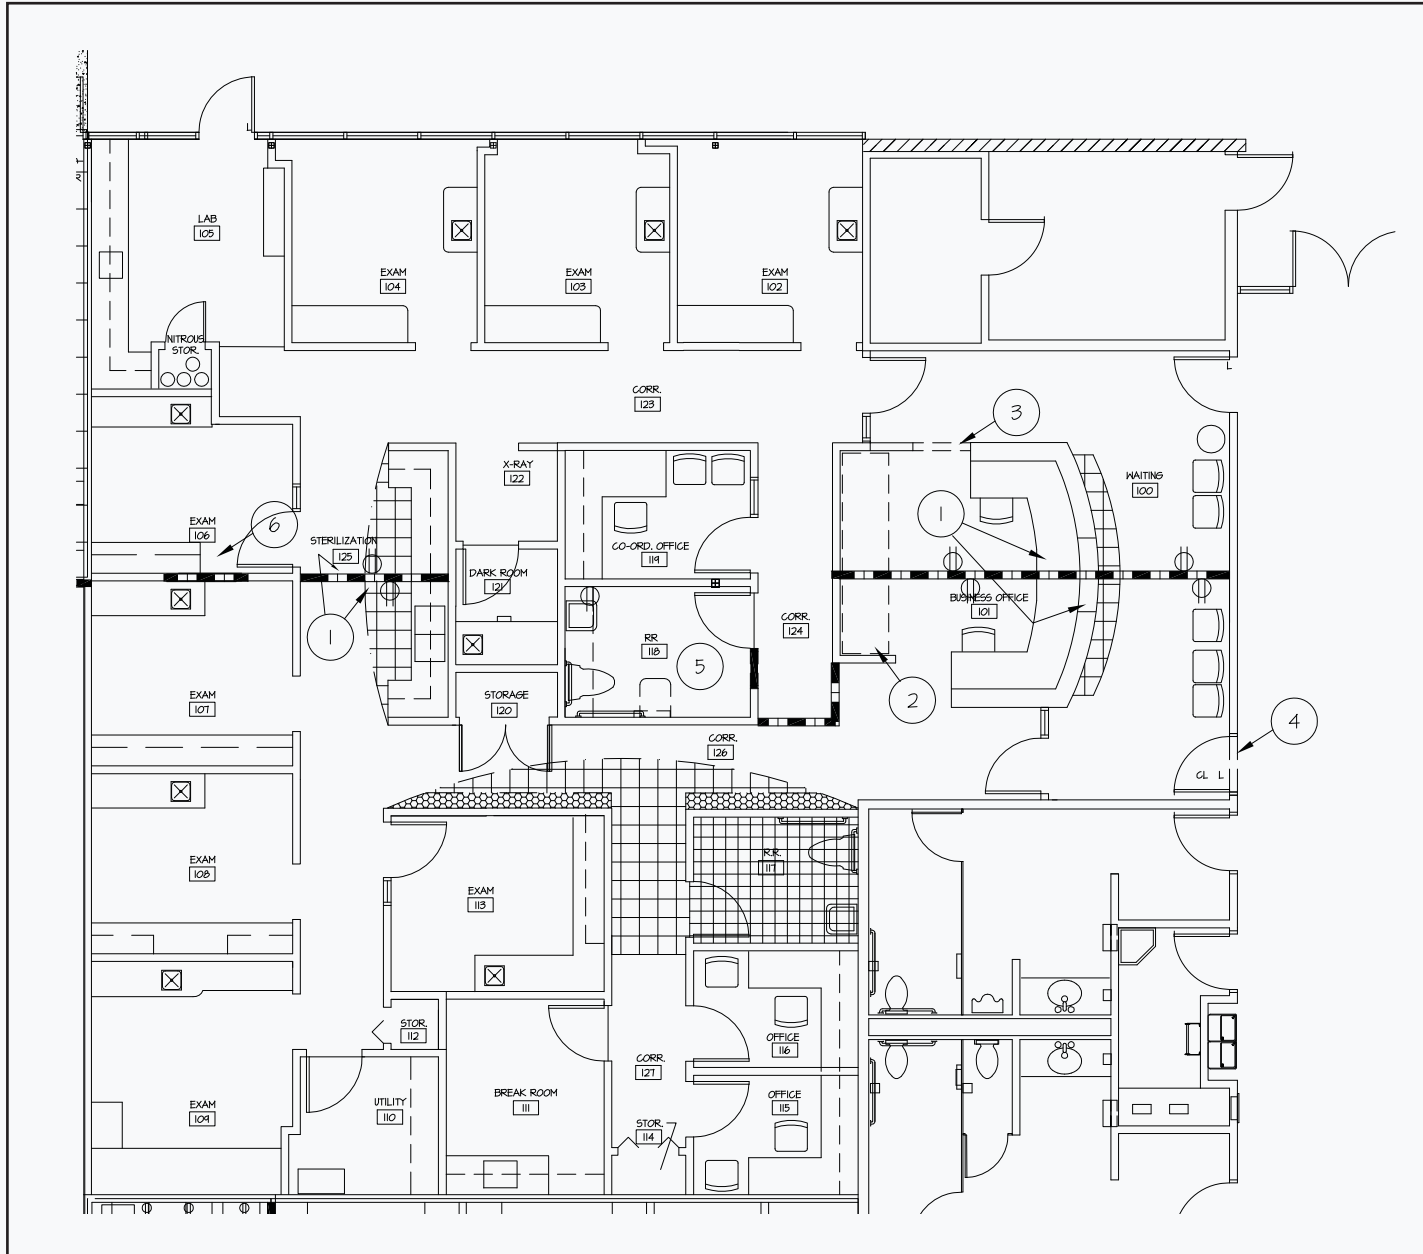 LAB
105
EXAM
104
EXAM
103
EXAM
102
NITROUS
STOR.
CORR.
123
3
X-RAY
122
WAITING
100
EXAM
106
6
STERILIZATION
125
1
CO-ORD. OFFICE
119
DARK ROOM
121
BUSINESS OFFICE
101
CORR.
124
RR
118
1
5
EXAM
107
STORAGE
120
2
4
CORR.
126
CL L
EXAM
108
R.R.
117
EXAM
113
STOR.
112
OFFICE
116
CORR.
127
BREAK ROOM
111
OFFICE
115
EXAM
109
UTILITY
110
STOR.
114